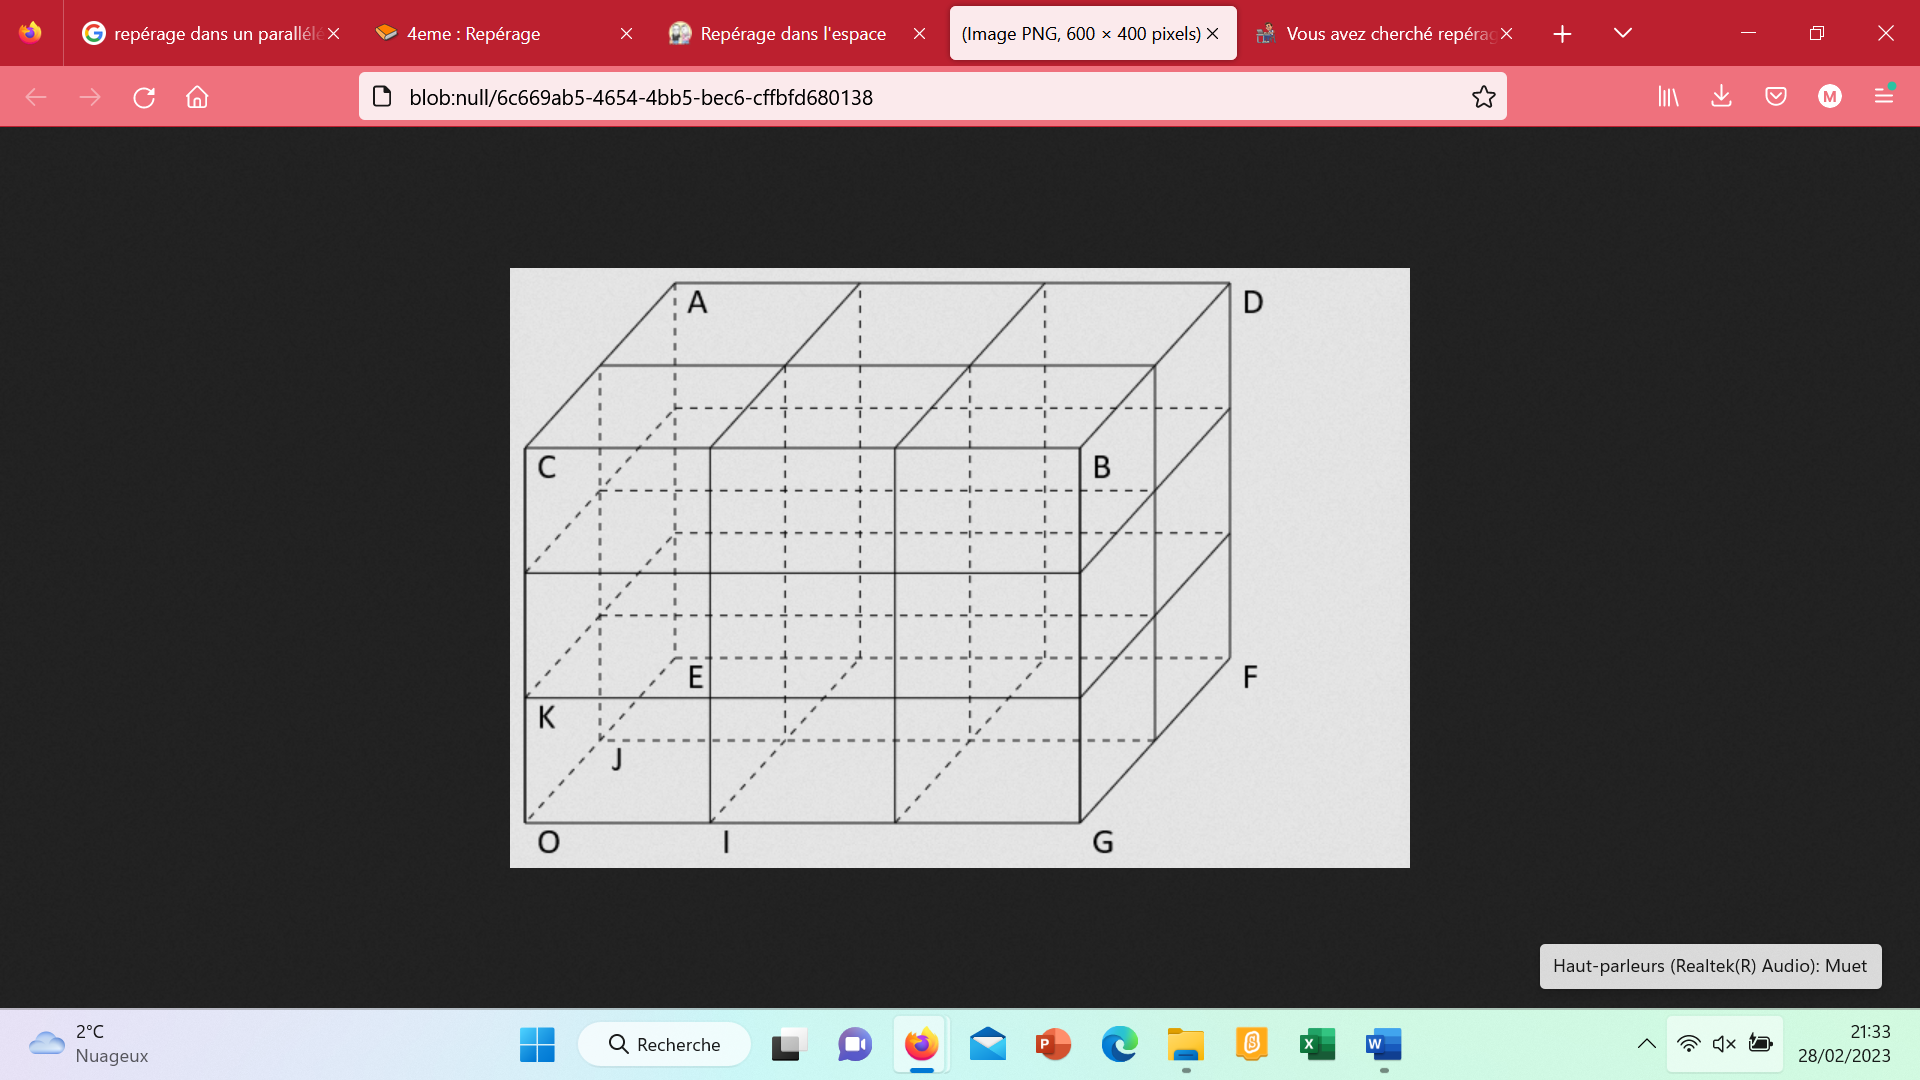 repérage dans un parallélé
4eme : Repérage
Repérage dans l'espace
(Image PNG, 600 × 400 pixels)
Vous avez cherché repérag
blob:null/6c669ab5-4654-4bb5-bec6-cffbfd680138
M
A
D
C
B
E
F
K
J
O
I
G
Haut-parleurs (Realtek(R) Audio): Muet
2°C
Nuageux
Recherche
21:33
28/02/2023